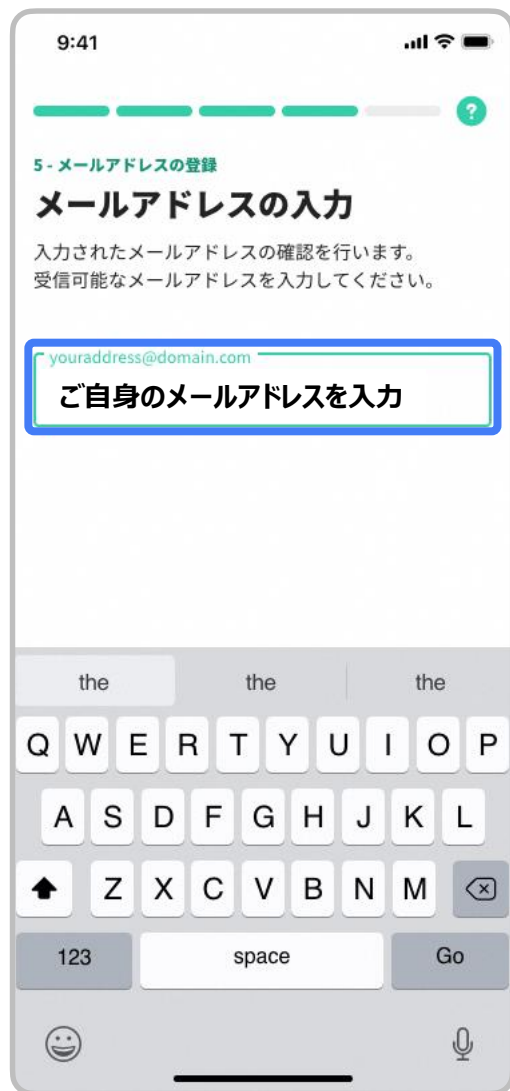 9:41
?
5 - メールアドレスの登録
メールアドレスの入力
入力されたメールアドレスの確認を行います。
受信可能なメールアドレスを入力してください。
youraddress@domain.com
ご自身のメールアドレスを入力
the the the
Q W E R T Y U I O P
A S D F G H J K L
Z X C V B N M
123 space Go